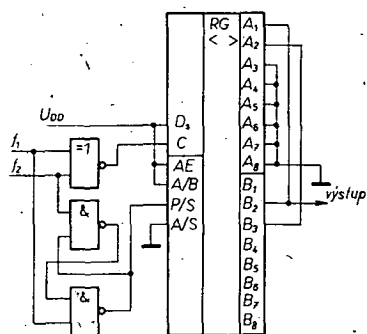 RG
< >
A1
A2
A3
A4
A5
A6
A7
A8
UDD
f1
f2
=1
&
&
Ds
C
AE
A/B
P/S
A/S
B1
B2
B3
B4
B5
B6
B7
B8
výstup